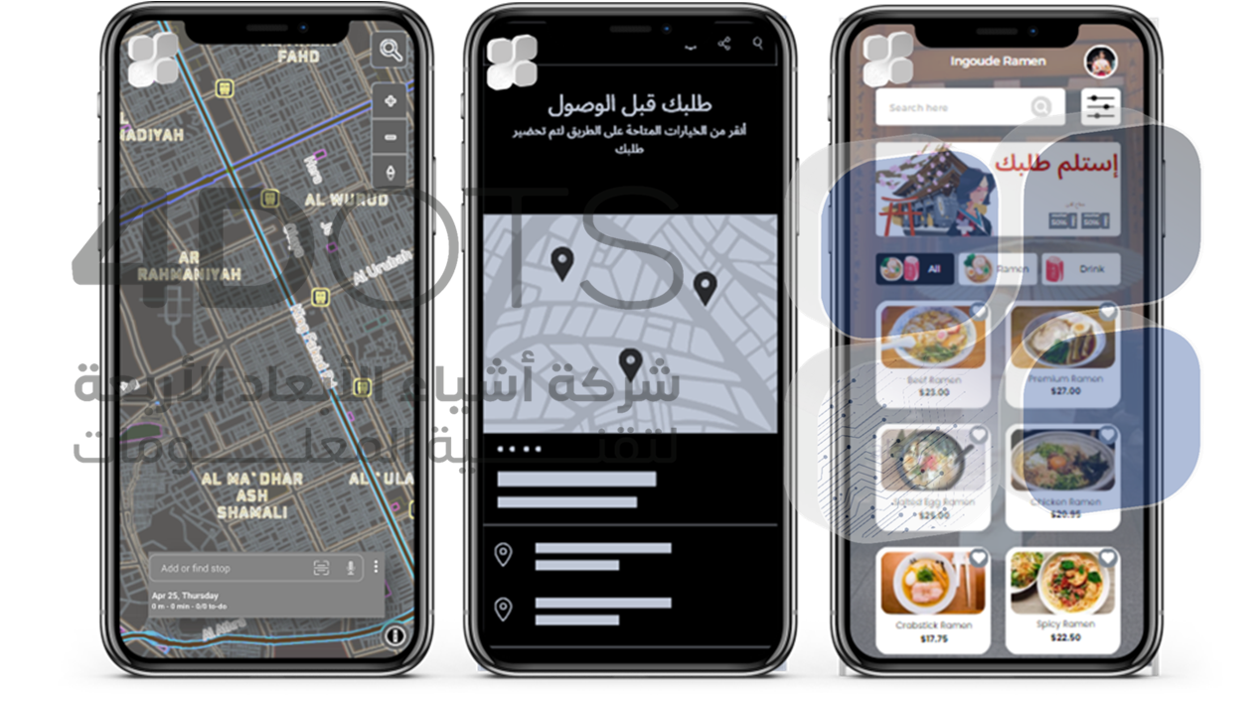 FAHD
NADIYAH
AL WURUD
AR
RAHMANIYAH
Al Urubah
AL MA'DHAR
ASH
SHAMALI
Add or find stop
Apr 25, Thursday
0 m - 0 min - 0/0 to-do
طلبك قبل الوصول
أنقر من الخيارات المتاحة على الطريق لتم تحضير
طلبك
Ingoude Ramen
Search here
إستلم طلبك
All
Ramen
Drink
Beef Ramen
$25.00
Premium Ramen
$27.00
Salted Egg Ramen
$25.00
Chicken Ramen
$20.95
Crabstick Ramen
$17.75
Spicy Ramen
$22.50
4DOTS
شركة أشياء الأبعاد الأربعة
لتقنية المعلومات